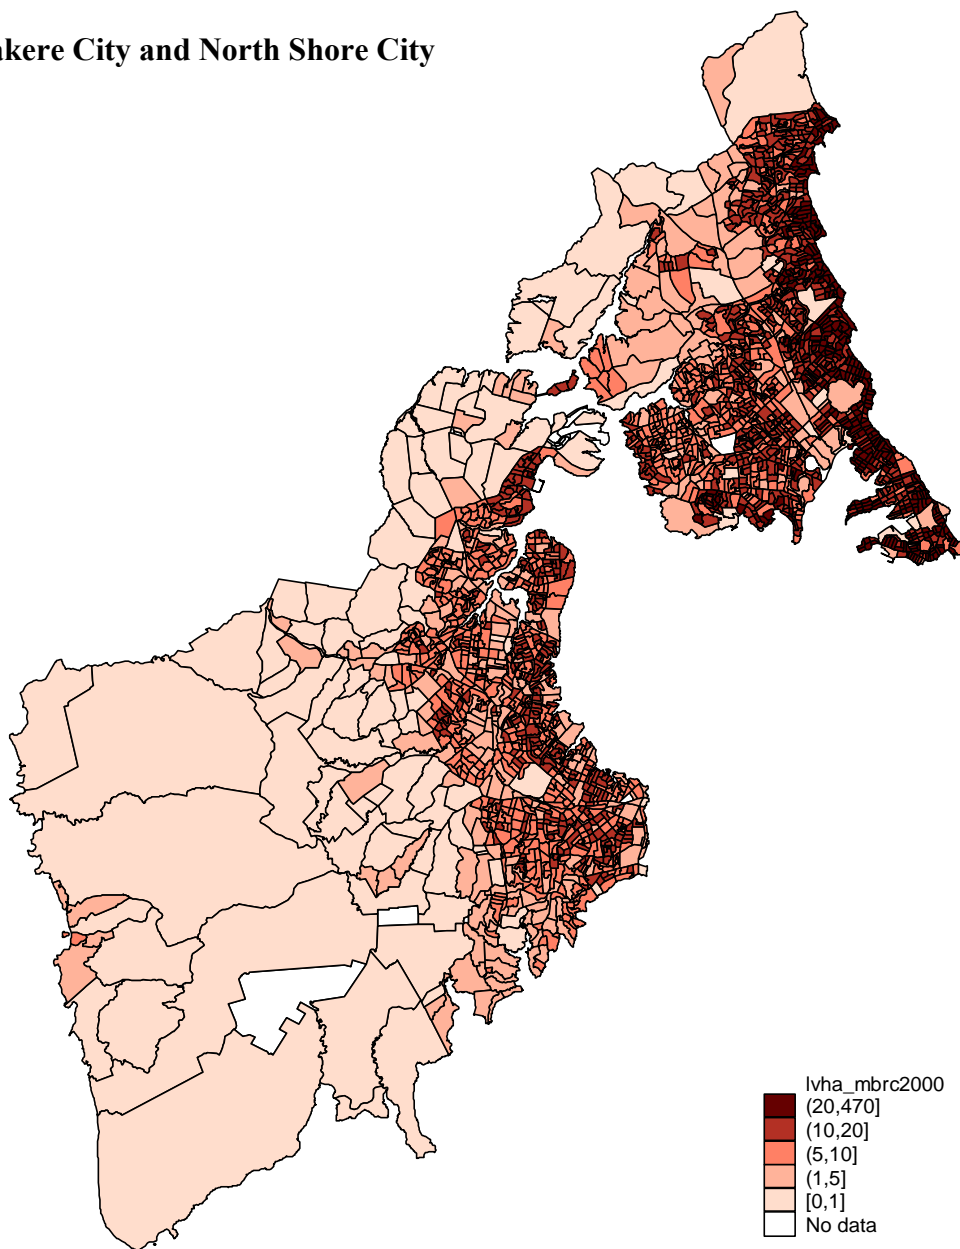 akere City and North Shore City
lvha_mbrc2000
(20,470]
(10,20]
(5,10]
(1,5]
[0,1]
No data